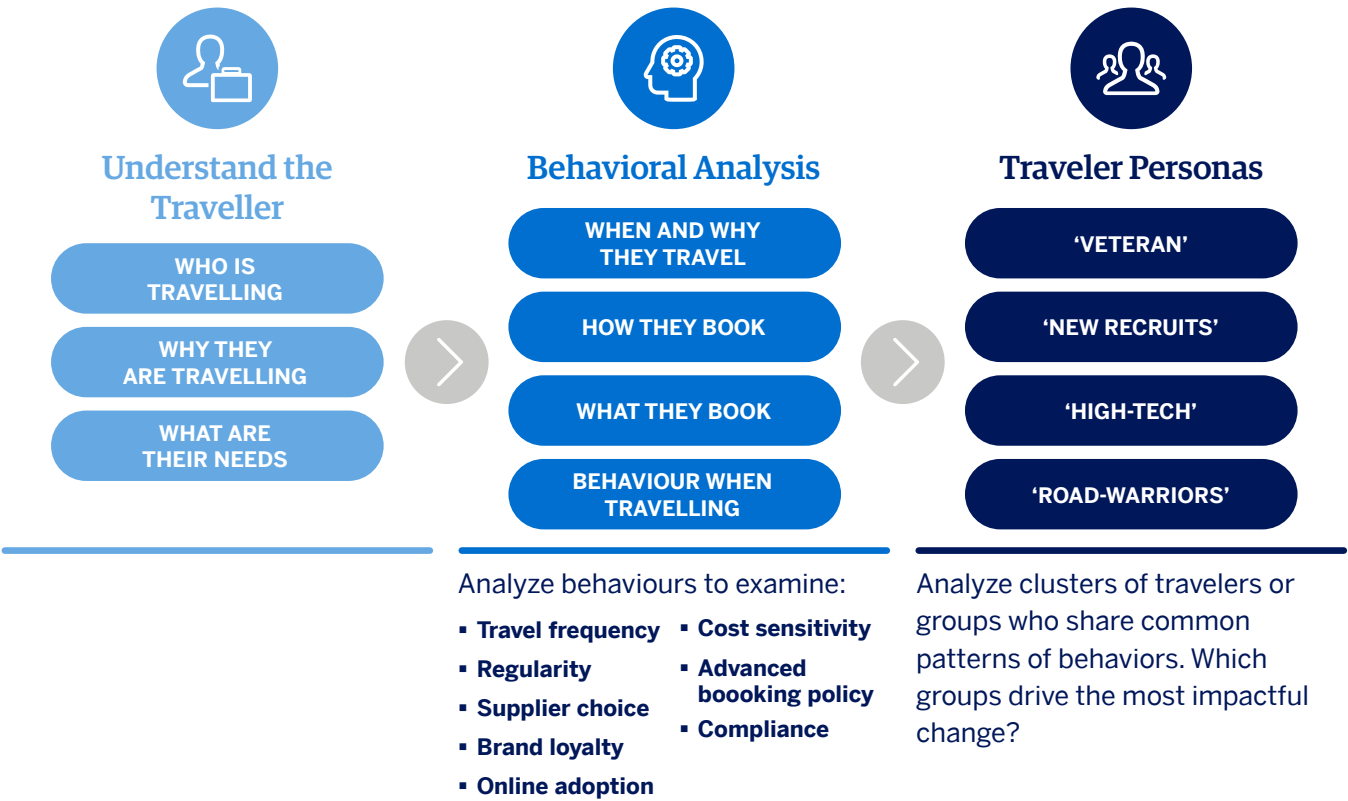 Understand the
Traveller
WHO IS
TRAVELLING
WHY THEY
ARE TRAVELLING
WHAT ARE
THEIR NEEDS
Behavioral Analysis
WHEN AND WHY
THEY TRAVEL
HOW THEY BOOK
WHAT THEY BOOK
BEHAVIOUR WHEN
TRAVELLING
Analyze behaviours to examine:
▪ Travel frequency
▪ Regularity
▪ Supplier choice
▪ Brand loyalty
▪ Online adoption
▪ Cost sensitivity
▪ Advanced
boooking policy
▪ Compliance
Traveler Personas
‘VETERAN’
‘NEW RECRUITS’
‘HIGH-TECH’
‘ROAD-WARRIORS’
Analyze clusters of travelers or
groups who share common
patterns of behaviors. Which
groups drive the most impactful
change?